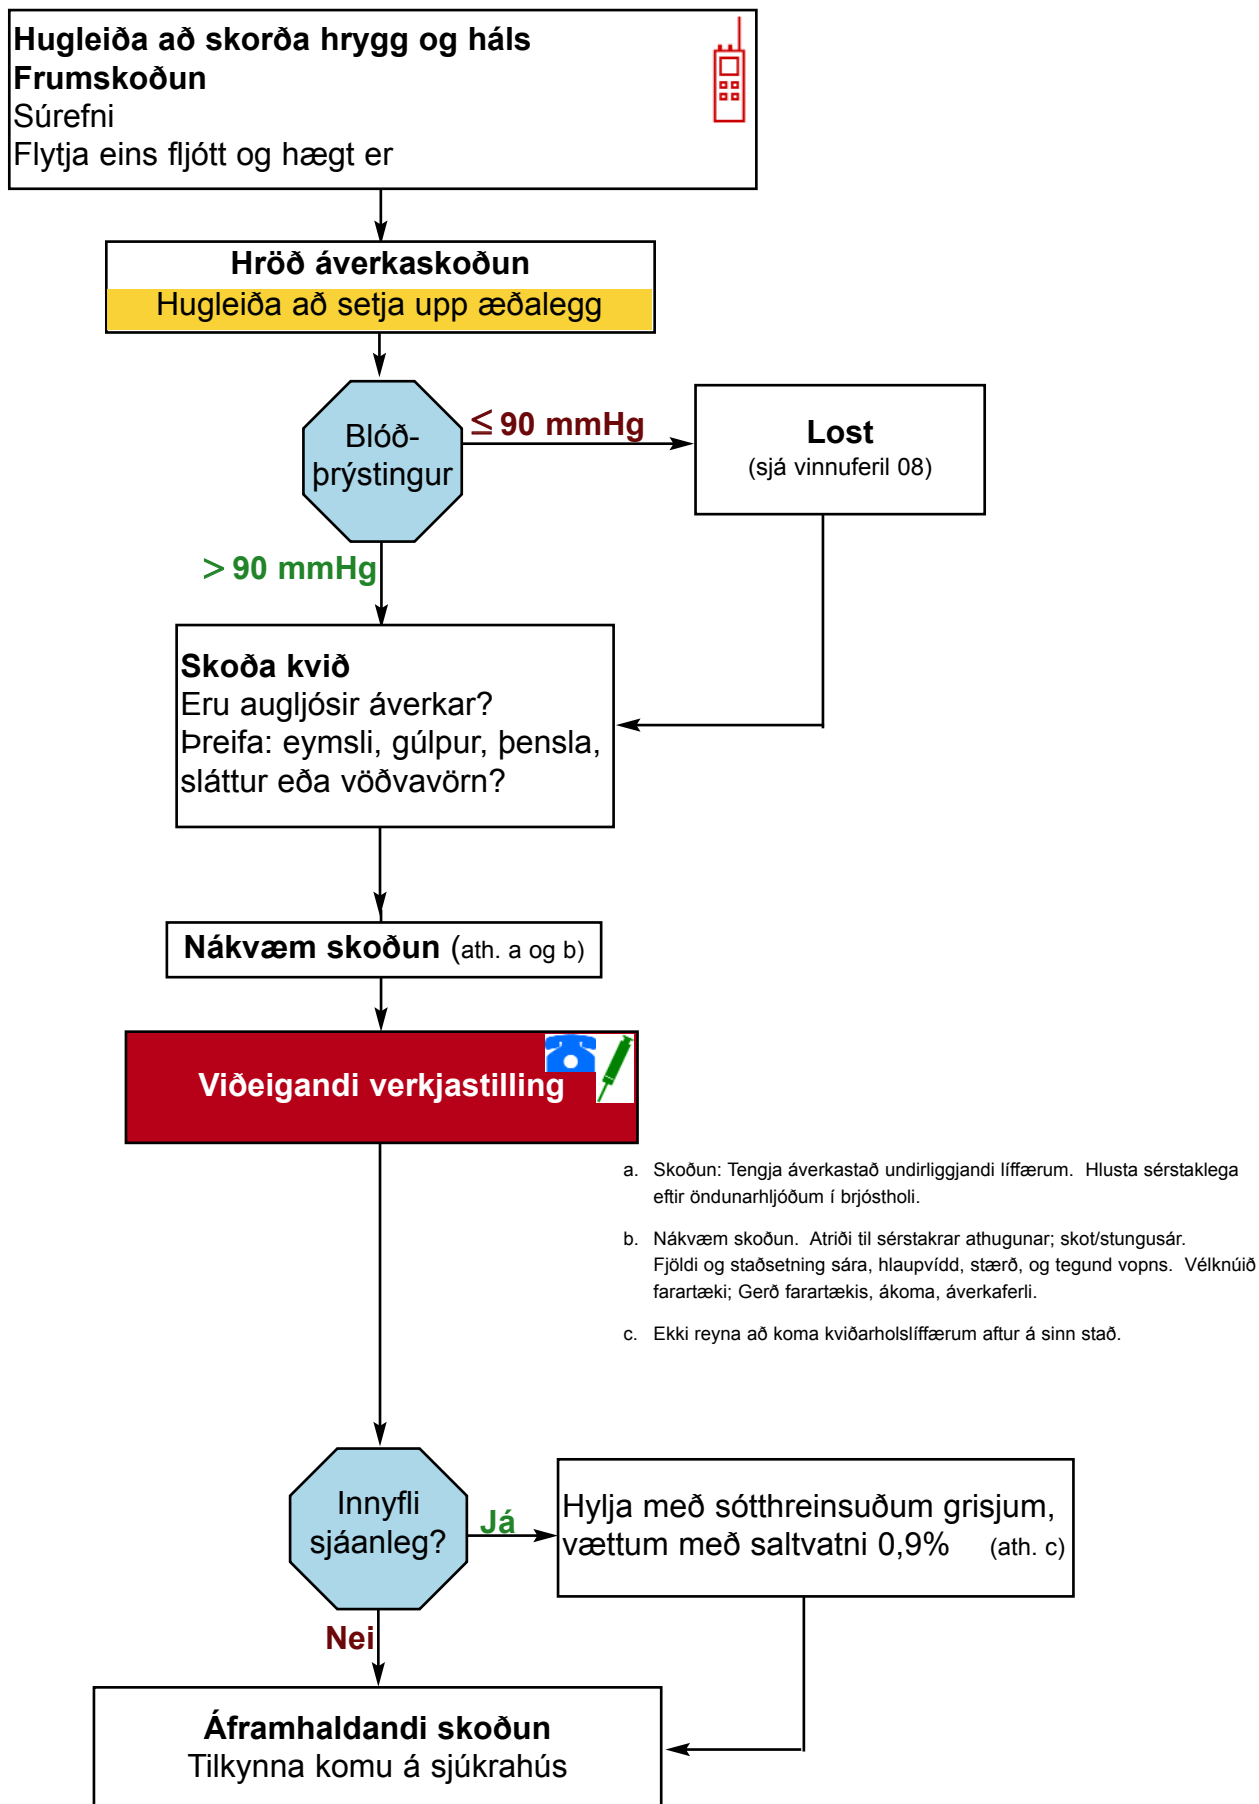 Hugleiða að skorða hrygg og háls
Frumskoðun
Súrefni
Flytja eins fljótt og hægt er
Hröð áverkaskoðun
Hugleiða að setja upp æðalegg
Blóð-
þrýstingur
≤ 90 mmHg
Lost
(sjá vinnuferil 08)
> 90 mmHg
Skoða kvið
Eru augljósir áverkar?
Þreifa: eymsli, gúlpur, þensla,
sláttur eða vöðvavörn?
Nákvæm skoðun (ath. a og b)
Viðeigandi verkjastilling
a. Skoðun: Tengja áverkastað undirliggjandi líffærum. Hlusta sérstaklega
eftir öndunarhljóðum í brjóstholi.
b. Nákvæm skoðun. Atriði til sérstakrar athugunar; skot/stungusár.
Fjöldi og staðsetning sára, hlaupvídd, stærð, og tegund vopns. Vélknúið
farartæki; Gerð farartækis, ákoma, áverkaferli.
c. Ekki reyna að koma kviðarholslíffærum aftur á sinn stað.
Innyfli
sjáanleg?
Já
Hylja með sótthreinsuðum grisjum,
vættum með saltvatni 0,9% (ath. c)
Nei
Áframhaldandi skoðun
Tilkynna komu á sjúkrahús